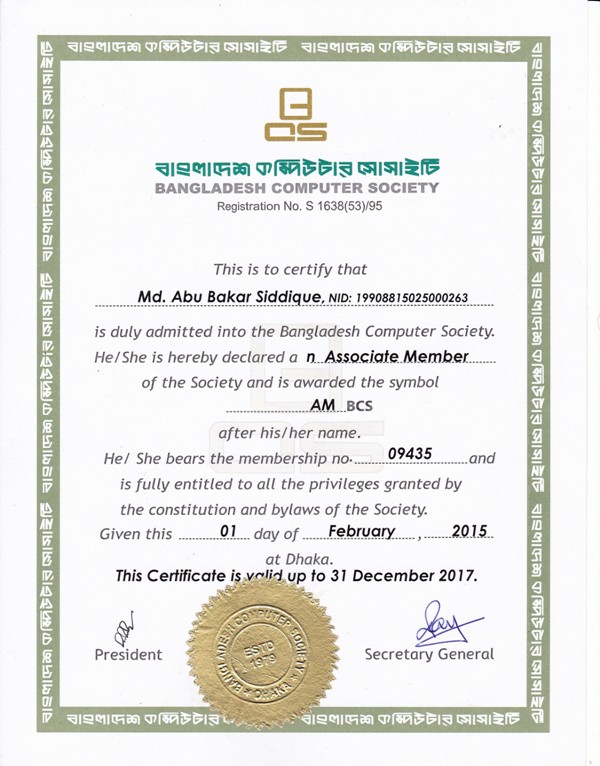 বাংলাদেশ কম্পিউটার সোসাইটি বাংলাদেশ কম্পিউটার সোসাইটি
BCS
বাংলাদেশ কম্পিউটার সোসাইটি
BANGLADESH COMPUTER SOCIETY
Registration No. S 1638(53)/95
This is to certify that
Md. Abu Bakar Siddique, NID: 19908815025000263
is duly admitted into the Bangladesh Computer Society.
He/She is hereby declared a n Associate Member
of the Society and is awarded the symbol
AM BCS
after his/her name.
He/ She bears the membership no. 09435 and
is fully entitled to all the privileges granted by
the constitution and bylaws of the Society.
Given this 01 day of February, 2015
at Dhaka.
This Certificate is valid up to 31 December 2017.
President
Secretary General
BANGLADESH COMPUTER SOCIETY
ESTD
1979
* DHAKA *
বাংলাদেশ কম্পিউটার সোসাইটি বাংলাদেশ কম্পিউটার সোসাইটি